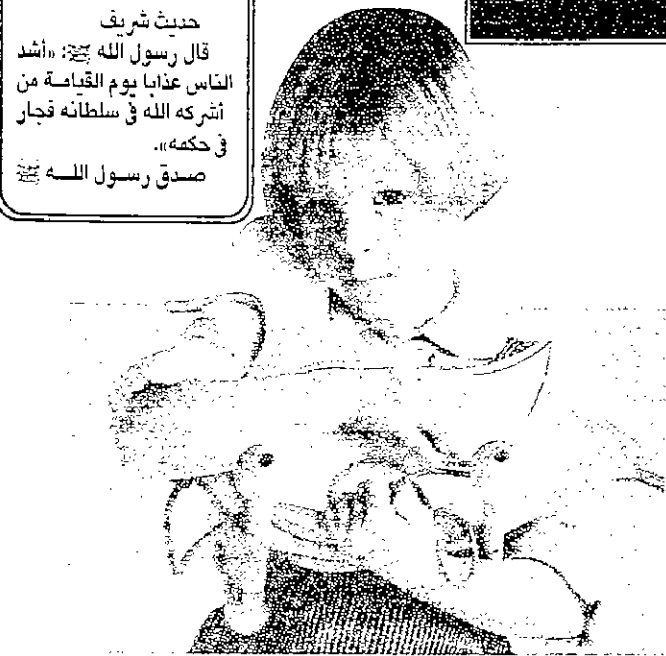 حديث شريف
قال رسول الله ﷺ: «أشد
الناس عذابا يوم القيامة من
أشركه الله في سلطانه فجار
في حكمه».
صدق رسول الله ﷺ